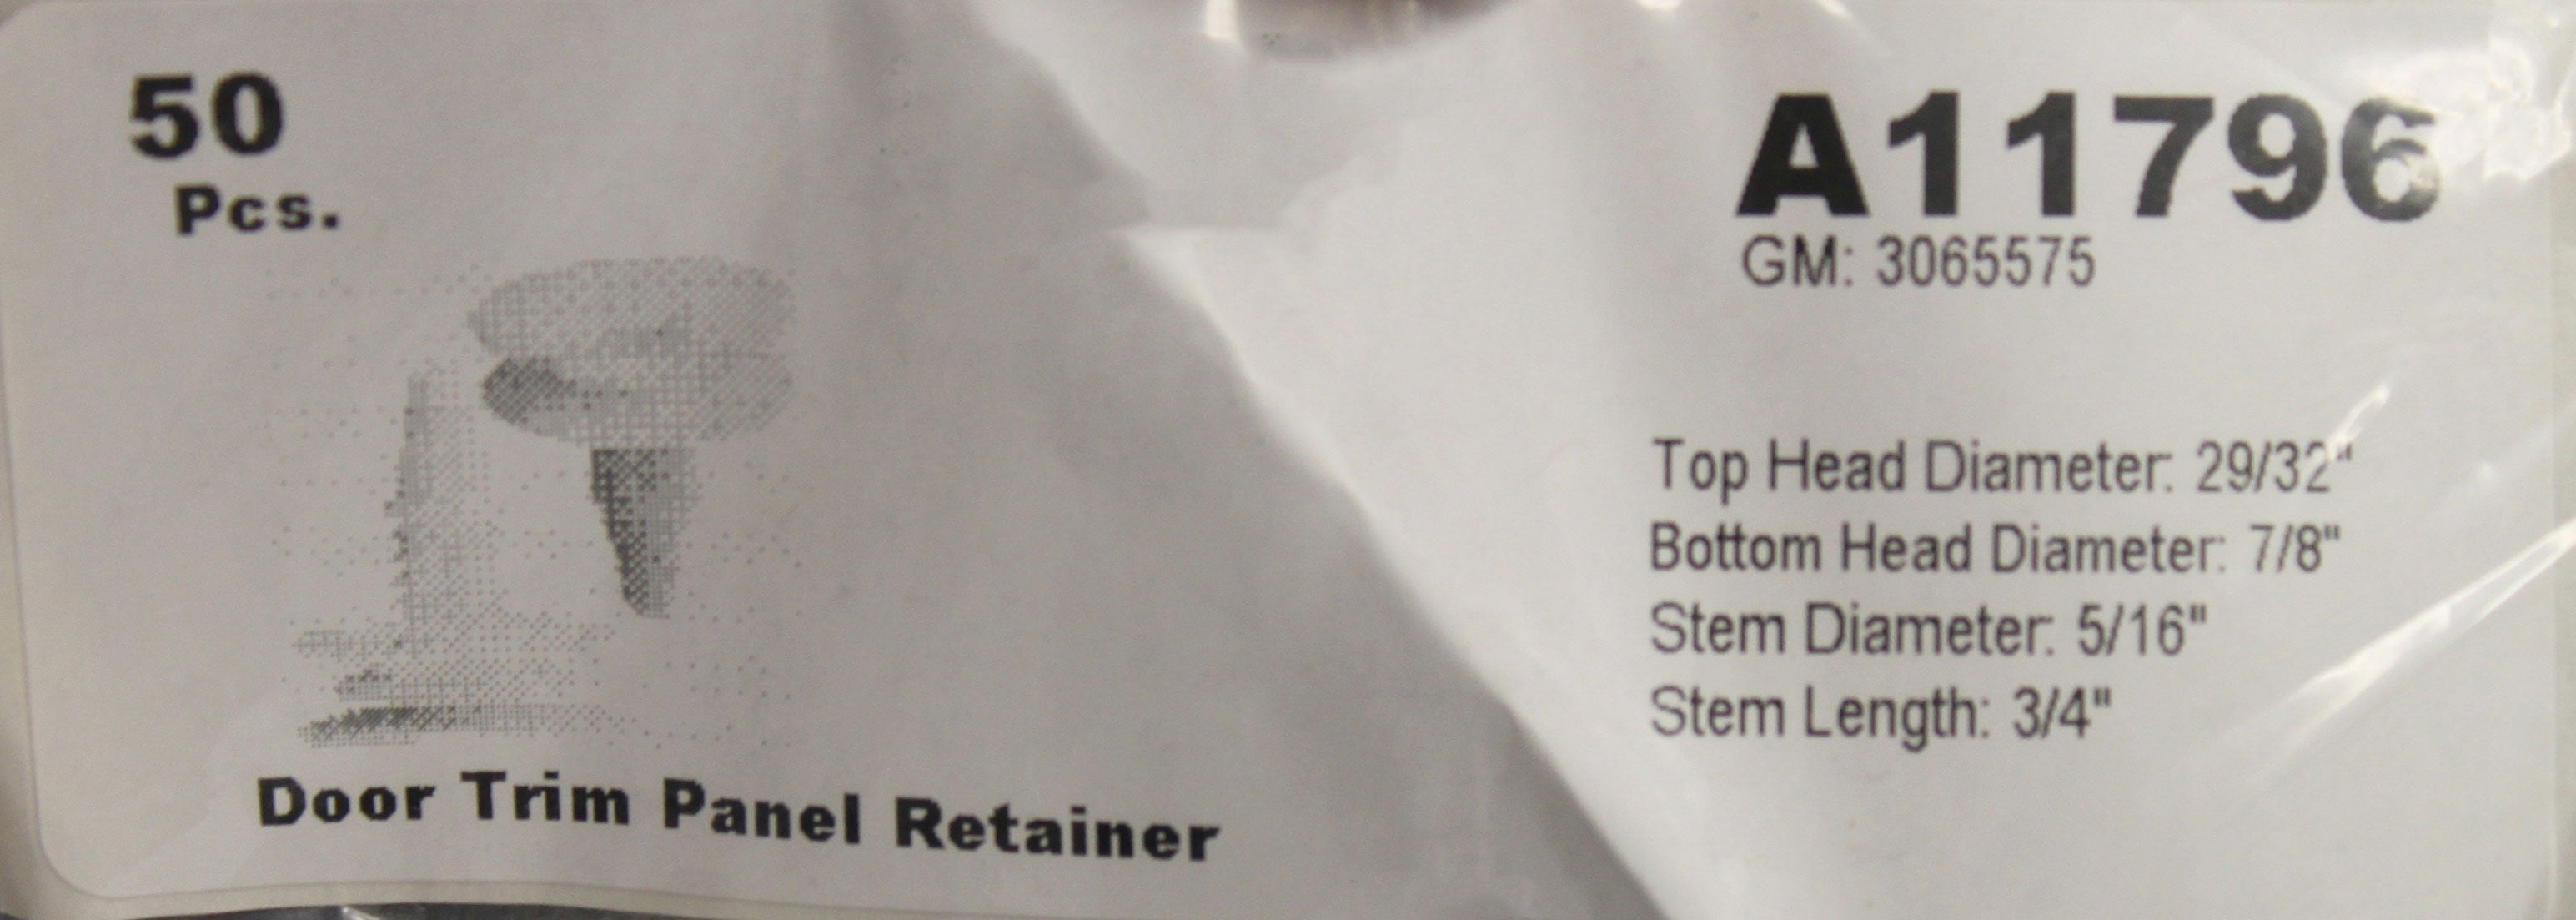 50
Pcs.
Door Trim Panel Retainer
A11796
GM: 3065575
Top Head Diameter: 29/32"
Bottom Head Diameter: 7/8"
Stem Diameter: 5/16"
Stem Length: 3/4"